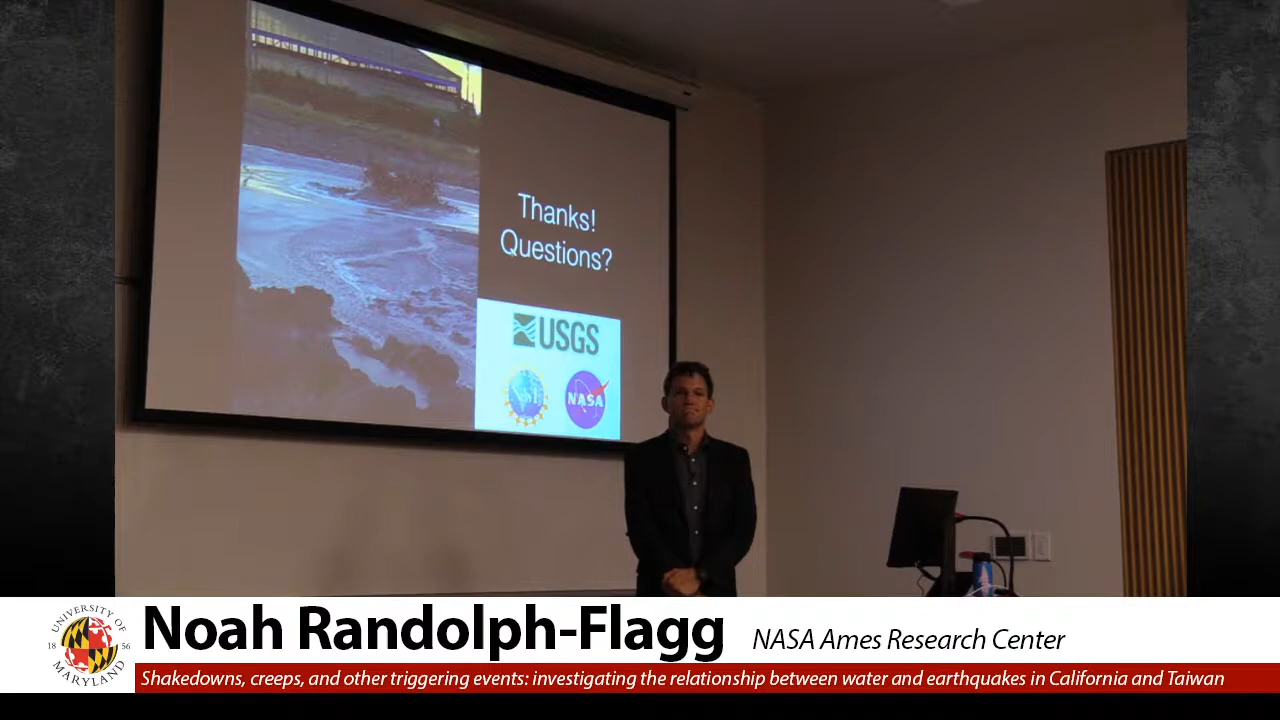 Thanks!
Questions?
USGS
NSF
NASA
UNIVERSITY OF
18 56
MARYLAND
Noah Randolph-Flagg
NASA Ames Research Center
Shakedowns, creeps, and other triggering events: investigating the relationship between water and earthquakes in California and Taiwan